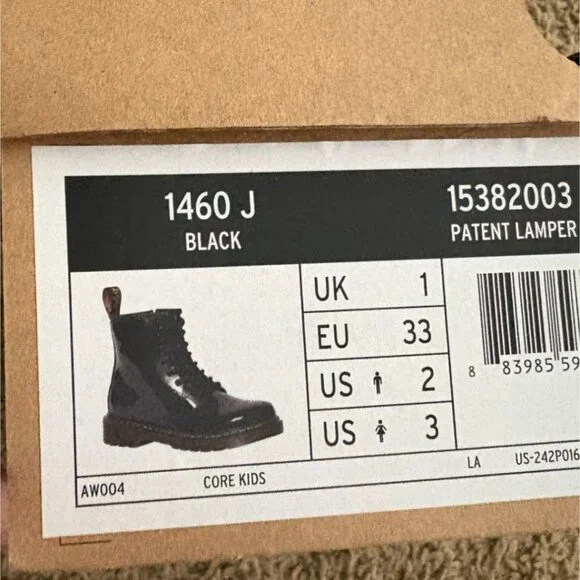 1460 J
BLACK
15382003
PATENT LAMPER
UK 1
EU 33
US 2
US 3
8 83985 59
AW004
CORE KIDS
LA
US-242P016